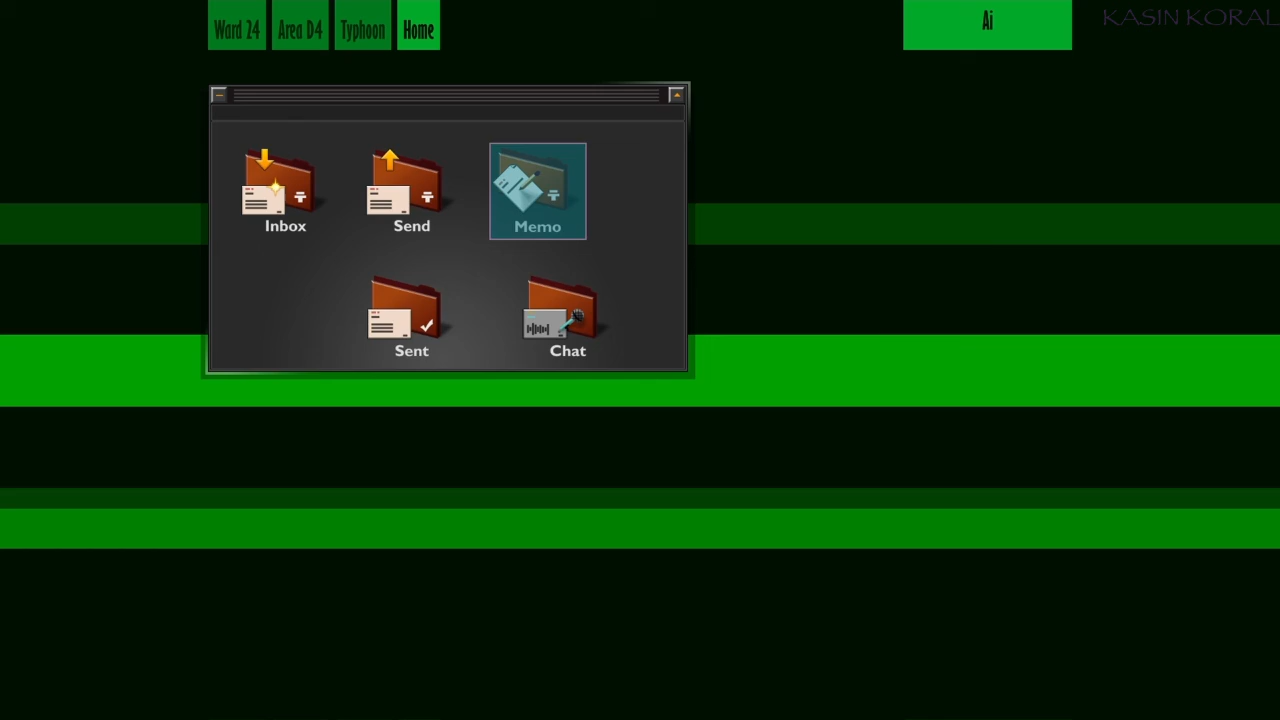 Ward 24 Area D4 Typhoon Home Ai KASIN KORAL
Inbox Send Memo
Sent Chat